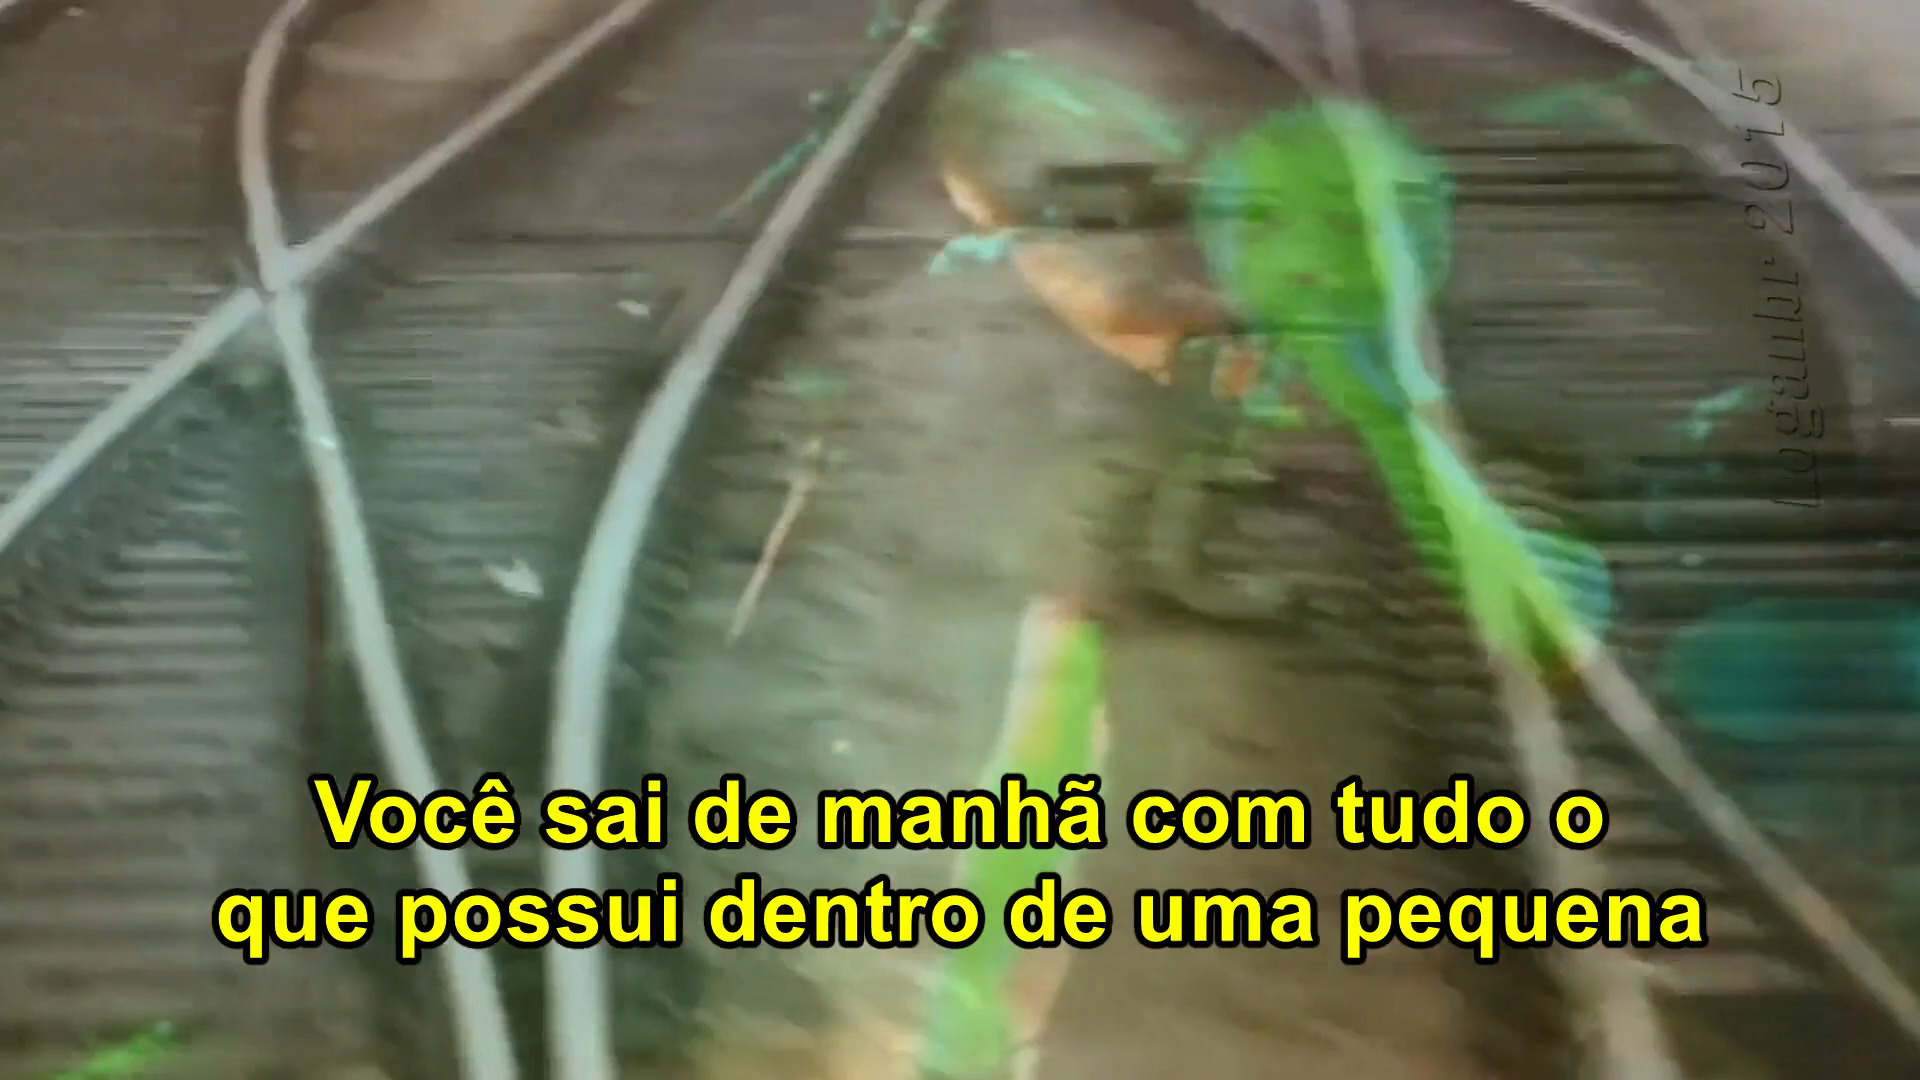 Você sai de manhã com tudo o
que possui dentro de uma pequena